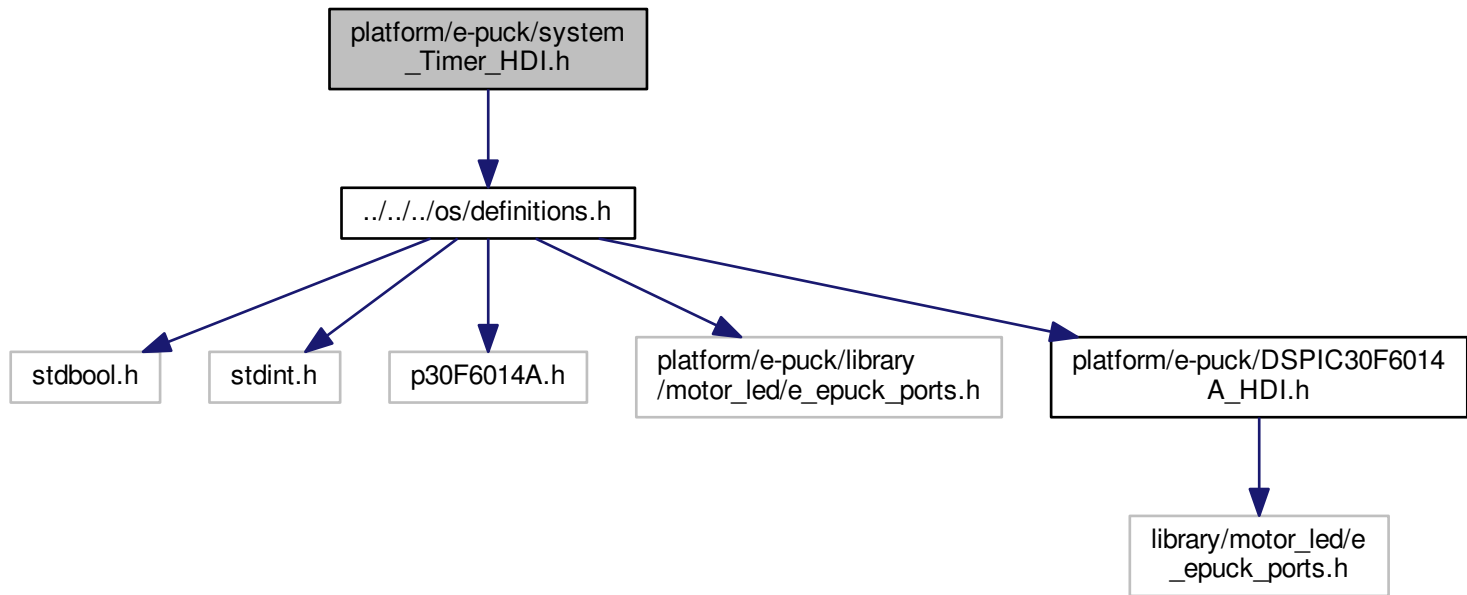 platform/e-puck/system
_Timer_HDI.h
../../../os/definitions.h
stdbool.h
stdint.h
p30F6014A.h
platform/e-puck/library
/motor_led/e_epuck_ports.h
platform/e-puck/DSPIC30F6014
A_HDI.h
library/motor_led/e
_epuck_ports.h